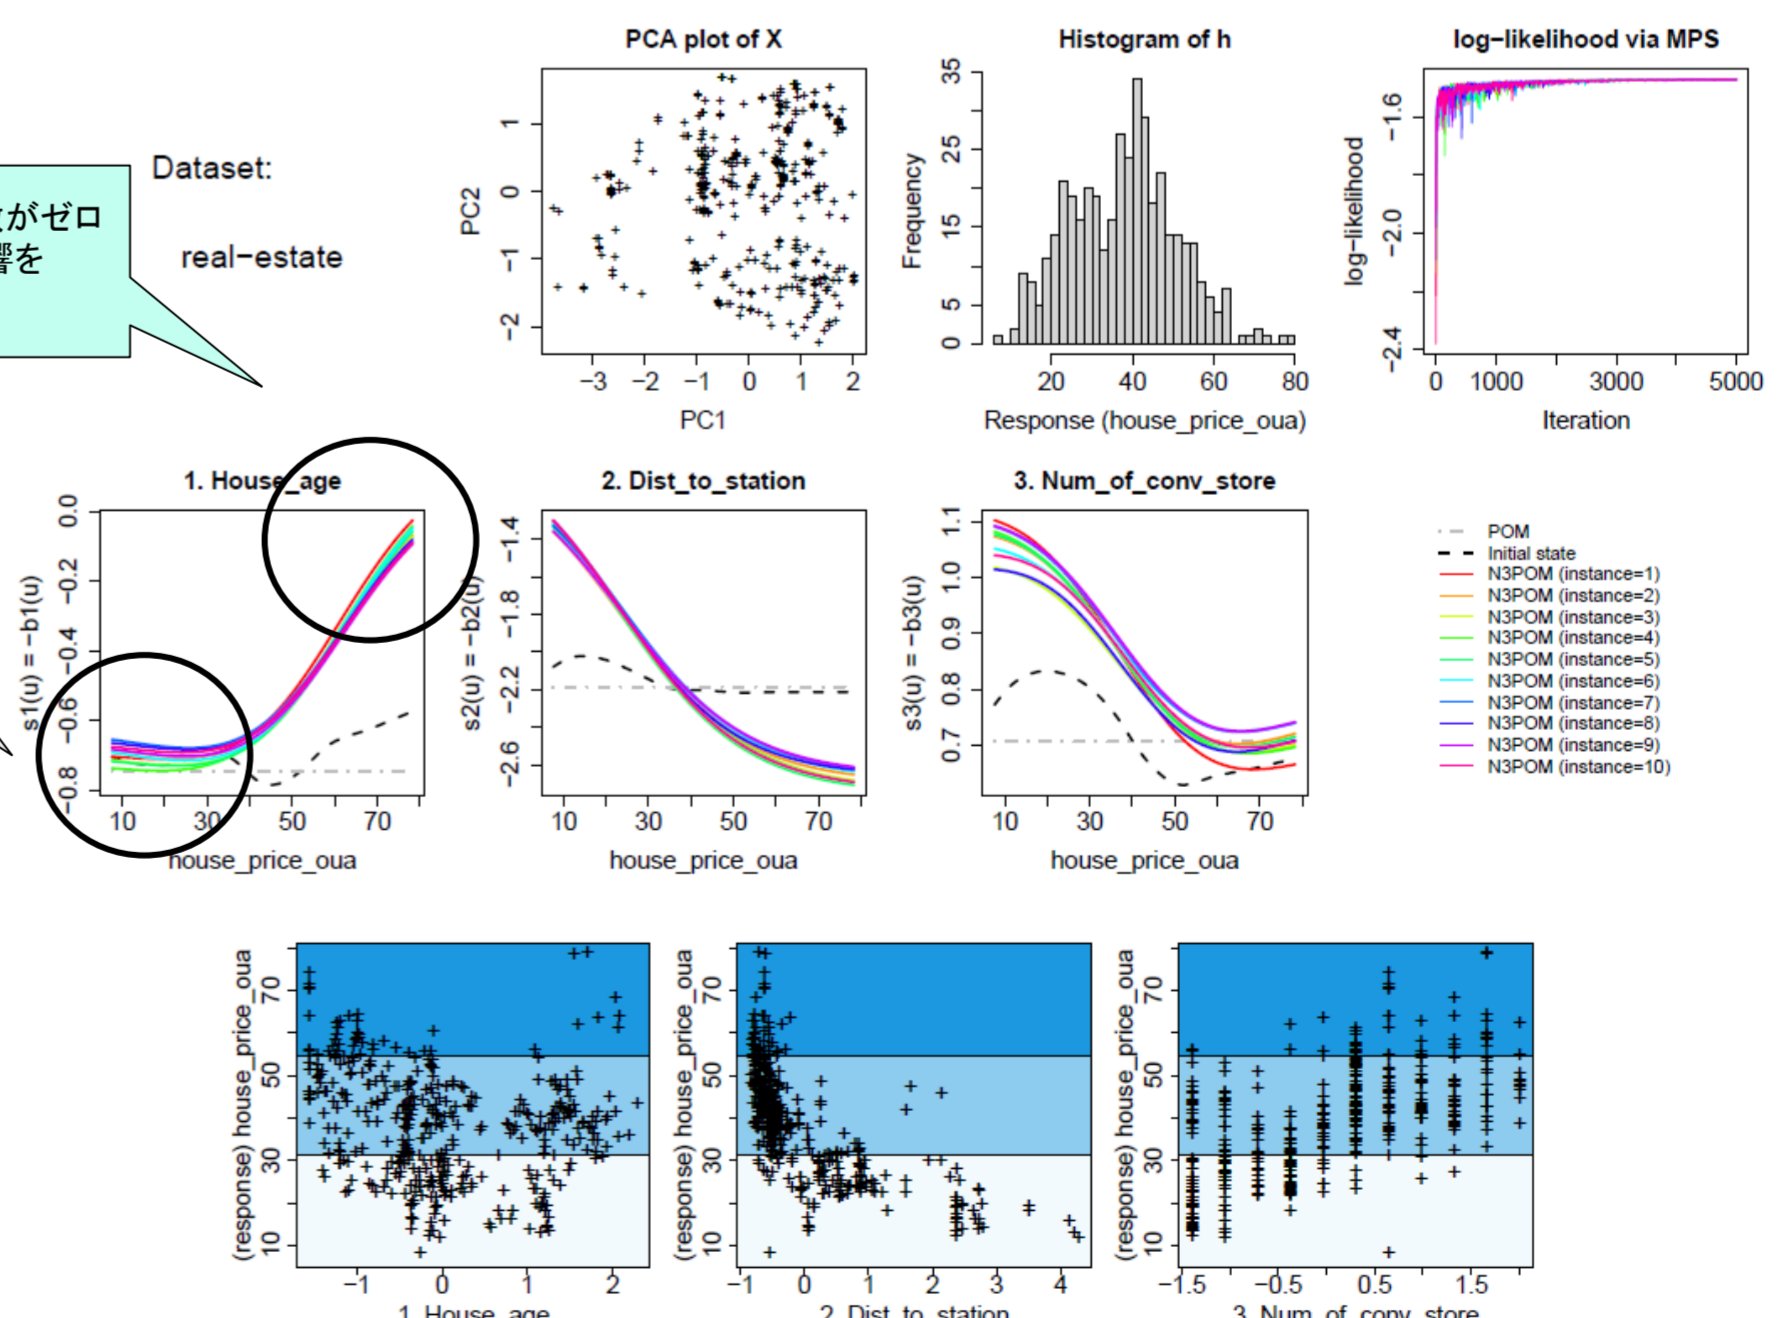 PCA plot of X
1
0
−1
−2
PC2
−3 −2 −1 0 1 2
PC1
Histogram of h
35
25
15
5
0
Frequency
20 40 60 80
Response (house_price_oua)
log−likelihood via MPS
−1.6
−2.0
−2.4
log−likelihood
0 1000 3000 5000
Iteration
Dataset:
real−estate
がゼロ
響を
1. House_age
0.0
−0.2
−0.4
−0.6
−0.8
s1(u) = −b1(u)
10 30 50 70
house_price_oua
2. Dist_to_station
−1.4
−1.8
−2.2
−2.6
s2(u) = −b2(u)
10 30 50 70
house_price_oua
3. Num_of_conv_store
1.1
1.0
0.9
0.8
0.7
s3(u) = −b3(u)
10 30 50 70
house_price_oua
POM
Initial state
N3POM (instance=1)
N3POM (instance=2)
N3POM (instance=3)
N3POM (instance=4)
N3POM (instance=5)
N3POM (instance=6)
N3POM (instance=7)
N3POM (instance=8)
N3POM (instance=9)
N3POM (instance=10)
70
50
30
10
(response) house_price_oua
−1 0 1 2
1. House_age
70
50
30
10
(response) house_price_oua
−1 0 1 2 3 4
2. Dist_to_station
70
50
30
10
(response) house_price_oua
−1.5 −0.5 0.5 1.5
3. Num_of_conv_store